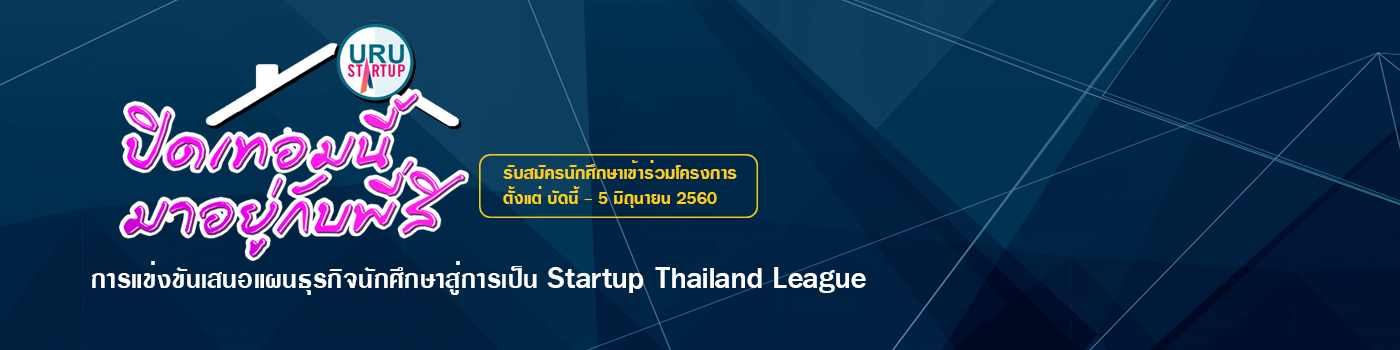 URU
STARTUP
ปิดเทอมนี้
มาอยู่กับพี่สิ
รับสมัครนักศึกษาเข้าร่วมโครงการ
ตั้งแต่ บัดนี้ – 5 มิถุนายน 2560
การแข่งขันเสนอแผนธุรกิจนักศึกษาสู่การเป็น Startup Thailand League